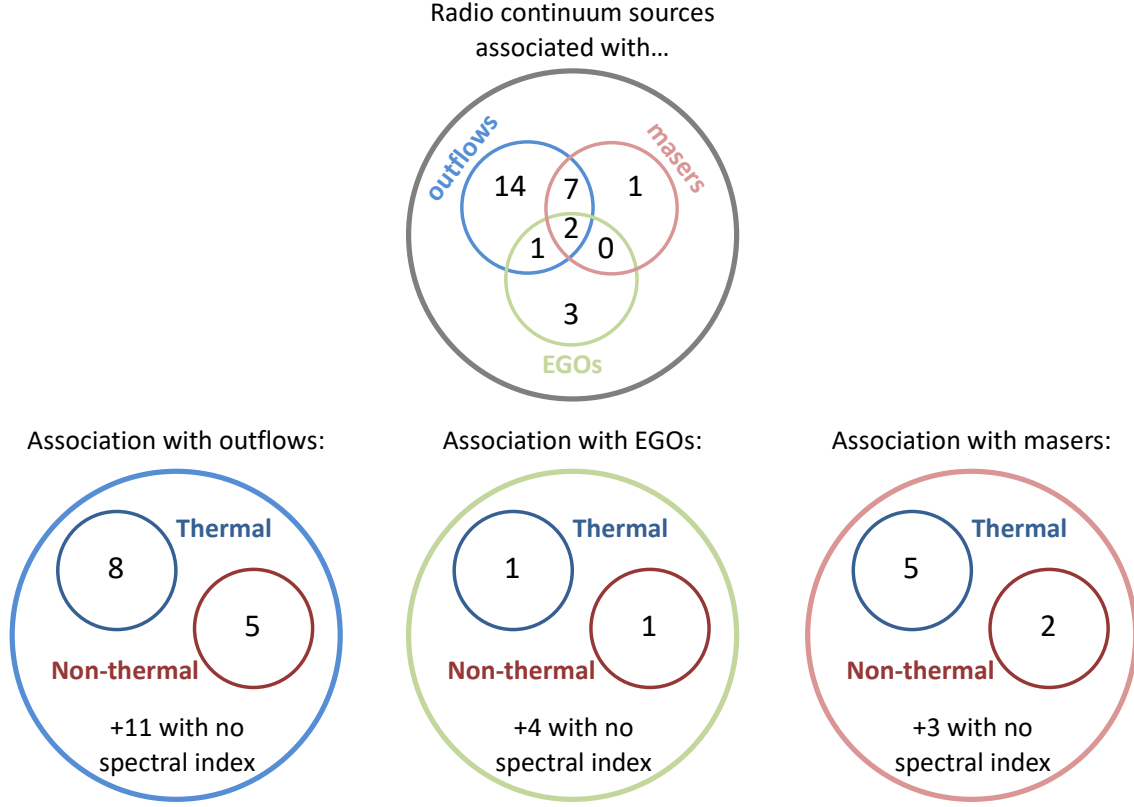 Radio continuum sources
associated with…
outflows
masers
14
7
1
2
1
0
3
EGOs
Association with outflows:
Thermal
8
5
Non-thermal
+11 with no
spectral index
Association with EGOs:
Thermal
1
1
Non-thermal
+4 with no
spectral index
Association with masers:
Thermal
5
2
Non-thermal
+3 with no
spectral index